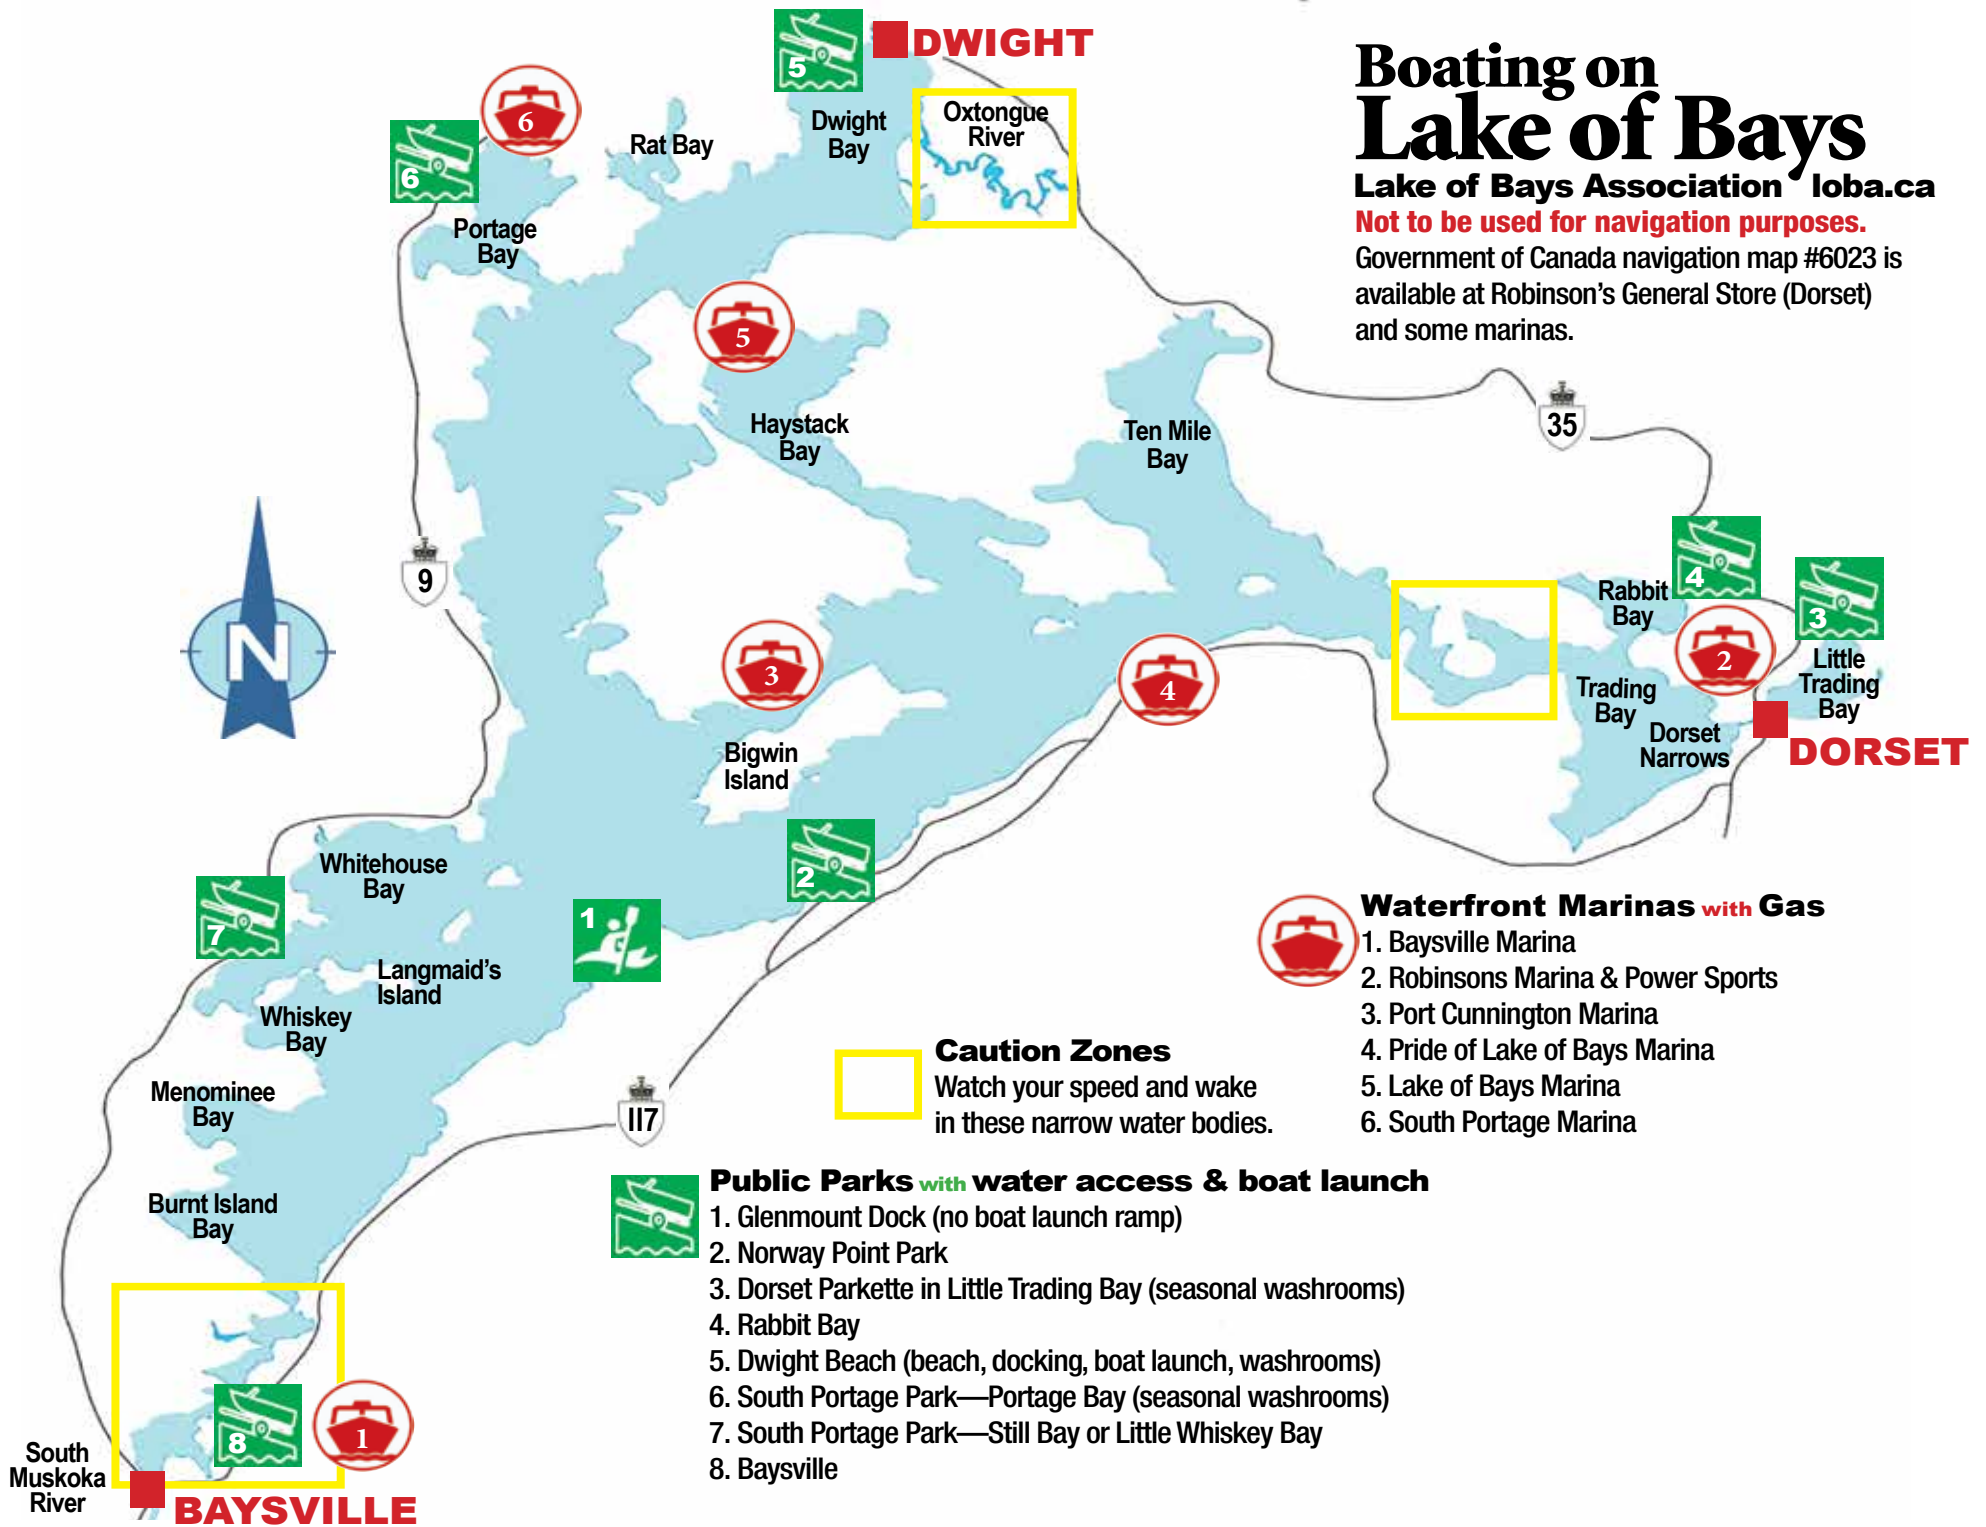 Boating on
Lake of Bays
Lake of Bays Association loba.ca
Not to be used for navigation purposes.
Government of Canada navigation map #6023 is
available at Robinson's General Store (Dorset)
and some marinas.
5
DWIGHT
6
6
Rat Bay
Dwight
Bay
Oxtongue
River
Portage
Bay
5
Haystack
Bay
Ten Mile
Bay
35
9
N
4
3
Rabbit
Bay
2
Little
Trading
Bay
Trading
Bay
Dorset
Narrows
DORSET
3
4
Bigwin
Island
2
Whitehouse
Bay
7
1
Langmaid's
Island
Whiskey
Bay
Menominee
Bay
117
Burnt Island
Bay
8
1
South
Muskoka
River
BAYSVILLE
Waterfront Marinas with Gas
1. Baysville Marina
2. Robinsons Marina & Power Sports
3. Port Cunnington Marina
4. Pride of Lake of Bays Marina
5. Lake of Bays Marina
6. South Portage Marina
Caution Zones
Watch your speed and wake
in these narrow water bodies.
Public Parks with water access & boat launch
1. Glenmount Dock (no boat launch ramp)
2. Norway Point Park
3. Dorset Parkette in Little Trading Bay (seasonal washrooms)
4. Rabbit Bay
5. Dwight Beach (beach, docking, boat launch, washrooms)
6. South Portage Park—Portage Bay (seasonal washrooms)
7. South Portage Park—Still Bay or Little Whiskey Bay
8. Baysville